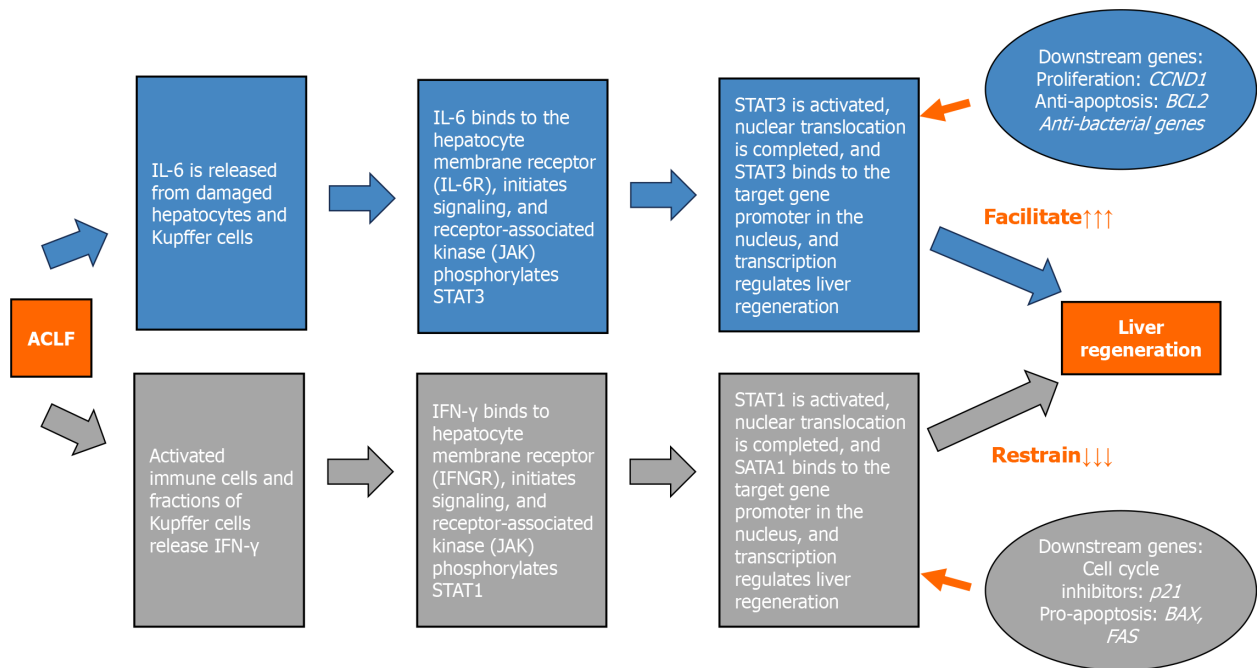 ACLF
IL-6 is released
from damaged
hepatocytes and
Kupffer cells
IL-6 binds to the
hepatocyte
membrane receptor
(IL-6R), initiates
signaling, and
receptor-associated
kinase (JAK)
phosphorylates
STAT3
STAT3 is activated,
nuclear translocation
is completed, and
STAT3 binds to the
target gene
promoter in the
nucleus, and
transcription
regulates liver
regeneration
Downstream genes:
Proliferation: CCND1
Anti-apoptosis: BCL2
Anti-bacterial genes
Facilitate↑↑↑
Liver
regeneration
Activated
immune cells and
fractions of
Kupffer cells
release IFN-γ
IFN-γ binds to
hepatocyte
membrane receptor
(IFNGR), initiates
signaling, and
receptor-associated
kinase (JAK)
phosphorylates
STAT1
STAT1 is activated,
nuclear translocation
is completed, and
SATA1 binds to the
target gene
promoter in the
nucleus, and
transcription
regulates liver
regeneration
Restrain↓↓↓
Downstream genes:
Cell cycle
inhibitors: p21
Pro-apoptosis: BAX,
FAS